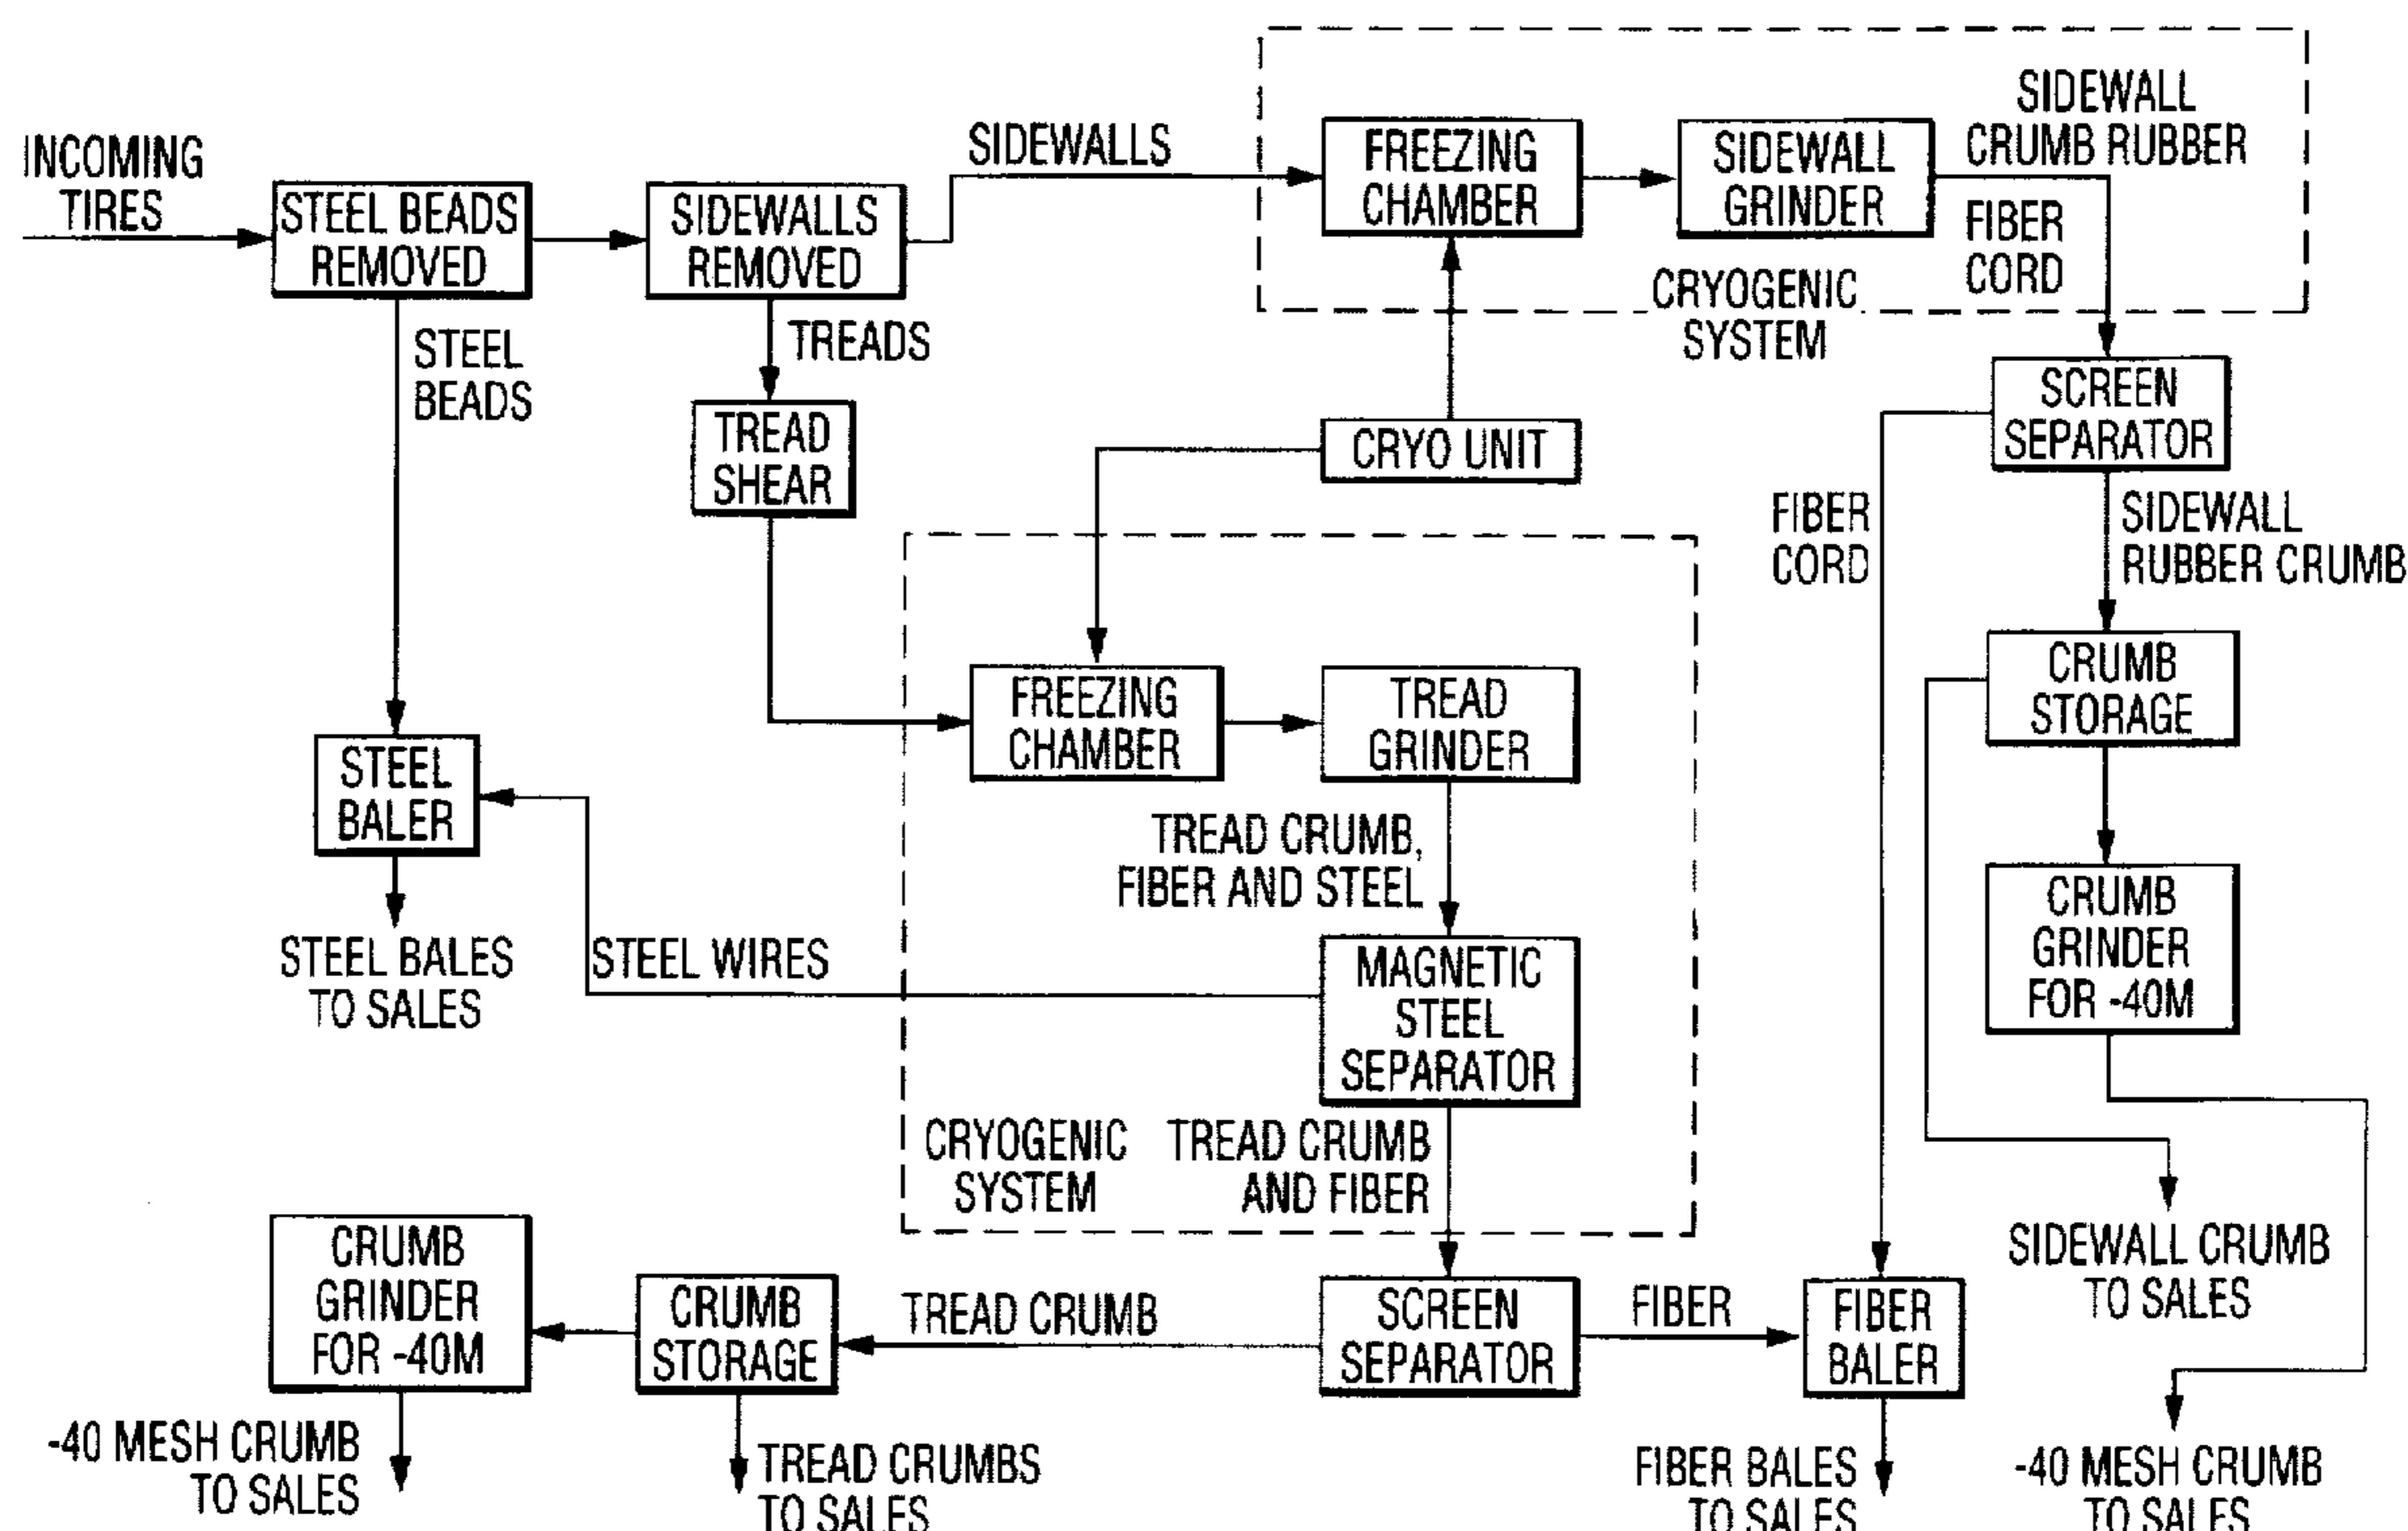 INCOMING
TIRES
STEEL BEADS
REMOVED
SIDEWALLS
REMOVED
SIDEWALLS
FREEZING
CHAMBER
SIDEWALL
GRINDER
SIDEWALL
CRUMB RUBBER
FIBER
CORD
CRYOGENIC
SYSTEM
STEEL
BEADS
TREADS
TREAD
SHEAR
CRYO UNIT
SCREEN
SEPARATOR
FIBER
CORD
SIDEWALL
RUBBER CRUMB
CRUMB
STORAGE
FREEZING
CHAMBER
TREAD
GRINDER
STEEL
BALER
TREAD CRUMB,
FIBER AND STEEL
CRUMB
GRINDER
FOR -40M
STEEL BALES
TO SALES
STEEL WIRES
MAGNETIC
STEEL
SEPARATOR
CRYOGENIC
SYSTEM
TREAD CRUMB
AND FIBER
SIDEWALL CRUMB
TO SALES
CRUMB
GRINDER
FOR -40M
CRUMB
STORAGE
TREAD CRUMB
SCREEN
SEPARATOR
FIBER
FIBER
BALER
-40 MESH CRUMB
TO SALES
TREAD CRUMBS
TO SALES
FIBER BALES
TO SALES
-40 MESH CRUMB
TO SALES